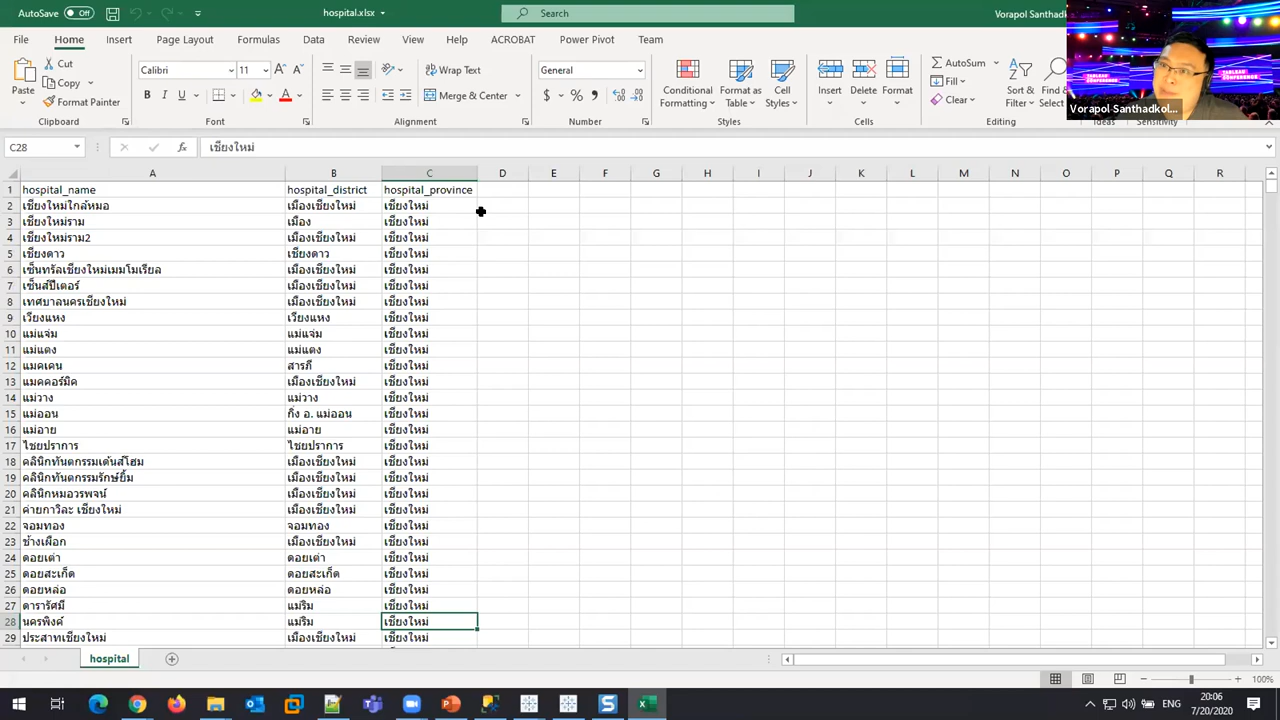 AutoSave Off hospital.xlsx Search Vorapol Santhadkol
File Home Insert Page Layout Formulas Data Review View Help ACROBAT Power Pivot Team
Paste Cut Copy Format Painter Clipboard
Calibri 11 B I U A Font
Wrap Text Merge & Center Alignment
General $ % Number
Conditional Formatting Format as Table Cell Styles Styles
Insert Delete Format Cells
AutoSum Fill Clear Sort & Filter Find & Select Editing
Ideas Sensitivity
TABLEAU CONFERENCE
Vorapol Santhadkol...
C28 fx เชียงใหม่
A B C D E F G H I J K L M N O P Q R
1 hospital_name hospital_district hospital_province
2 เชียงใหม่ใกล้หมอ เมืองเชียงใหม่ เชียงใหม่
3 เชียงใหม่ราม เมือง เชียงใหม่
4 เชียงใหม่ราม2 เมืองเชียงใหม่ เชียงใหม่
5 เชียงดาว เชียงดาว เชียงใหม่
6 เซ็นทรัลเชียงใหม่เมมโมเรียล เมืองเชียงใหม่ เชียงใหม่
7 เซ็นส์ปีเตอร์ เมืองเชียงใหม่ เชียงใหม่
8 เทศบาลนครเชียงใหม่ เมืองเชียงใหม่ เชียงใหม่
9 เวียงแหง เวียงแหง เชียงใหม่
10 แม่แจ่ม แม่แจ่ม เชียงใหม่
11 แม่แตง แม่แตง เชียงใหม่
12 แมคเคน สารภี เชียงใหม่
13 แมคคอร์มิค เมืองเชียงใหม่ เชียงใหม่
14 แม่วาง แม่วาง เชียงใหม่
15 แม่ออน กิ่ง อ. แม่ออน เชียงใหม่
16 แม่อาย แม่อาย เชียงใหม่
17 ไชยปราการ ไชยปราการ เชียงใหม่
18 คลินิกทันตกรรมเด้นส์โฮม เมืองเชียงใหม่ เชียงใหม่
19 คลินิกทันตกรรมรักษ์ยิ้ม เมืองเชียงใหม่ เชียงใหม่
20 คลินิกหมอวรพจน์ เมืองเชียงใหม่ เชียงใหม่
21 ค่ายกาวิละ เชียงใหม่ เมืองเชียงใหม่ เชียงใหม่
22 จอมทอง จอมทอง เชียงใหม่
23 ช้างเผือก เมืองเชียงใหม่ เชียงใหม่
24 ดอยเต่า ดอยเต่า เชียงใหม่
25 ดอยสะเก็ด ดอยสะเก็ด เชียงใหม่
26 ดอยหล่อ ดอยหล่อ เชียงใหม่
27 ดารารัศมี แม่ริม เชียงใหม่
28 นครพิงค์ แม่ริม เชียงใหม่
29 ประสาทเชียงใหม่ เมืองเชียงใหม่ เชียงใหม่
hospital
100%
ENG 20:06
7/20/2020